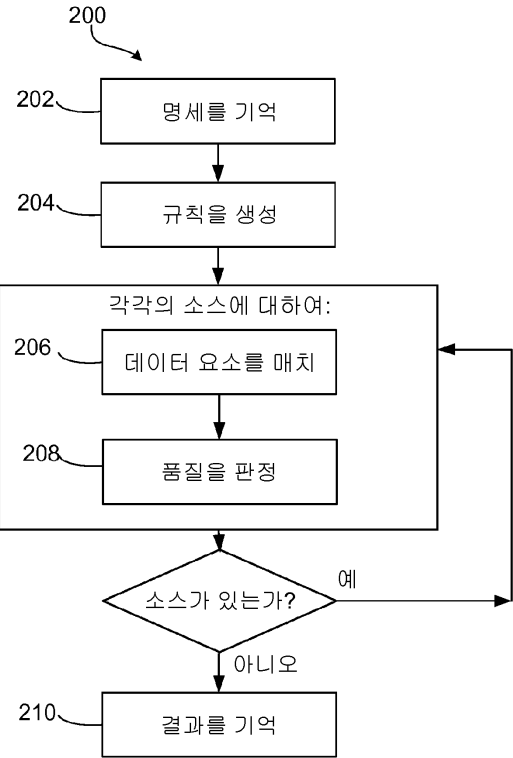 200
202
명세를 기억
204
규칙을 생성
각각의 소스에 대하여:
206
데이터 요소를 매치
208
품질을 판정
예
소스가 있는가?
아니오
210
결과를 기억